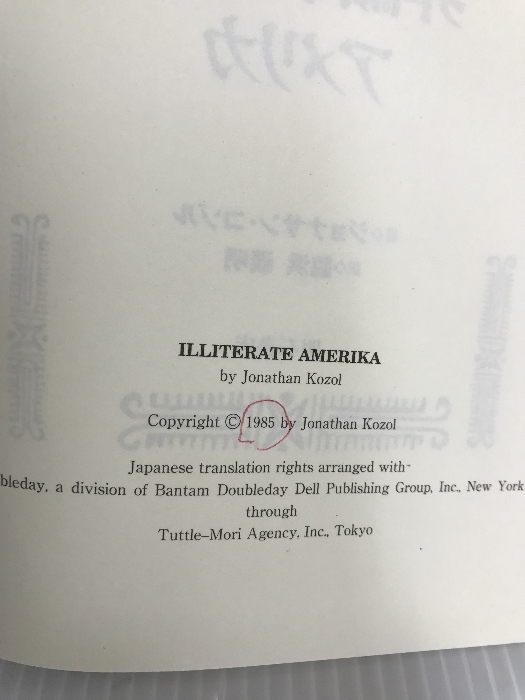 ILLITERATE AMERIKA
by Jonathan Kozol
Copyright © 1985 by Jonathan Kozol
Japanese translation rights arranged with
bleday, a division of Bantam Doubleday Dell Publishing Group, Inc., New York
through
Tuttle-Mori Agency, Inc., Tokyo